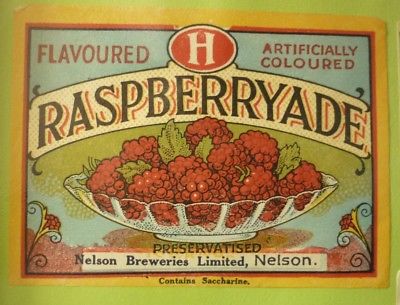 FLAVOURED H ARTIFICIALLY COLOURED
RASPBERRYADE
PRESERVATISED
Nelson Breweries Limited, Nelson.
Contains Saccharine.